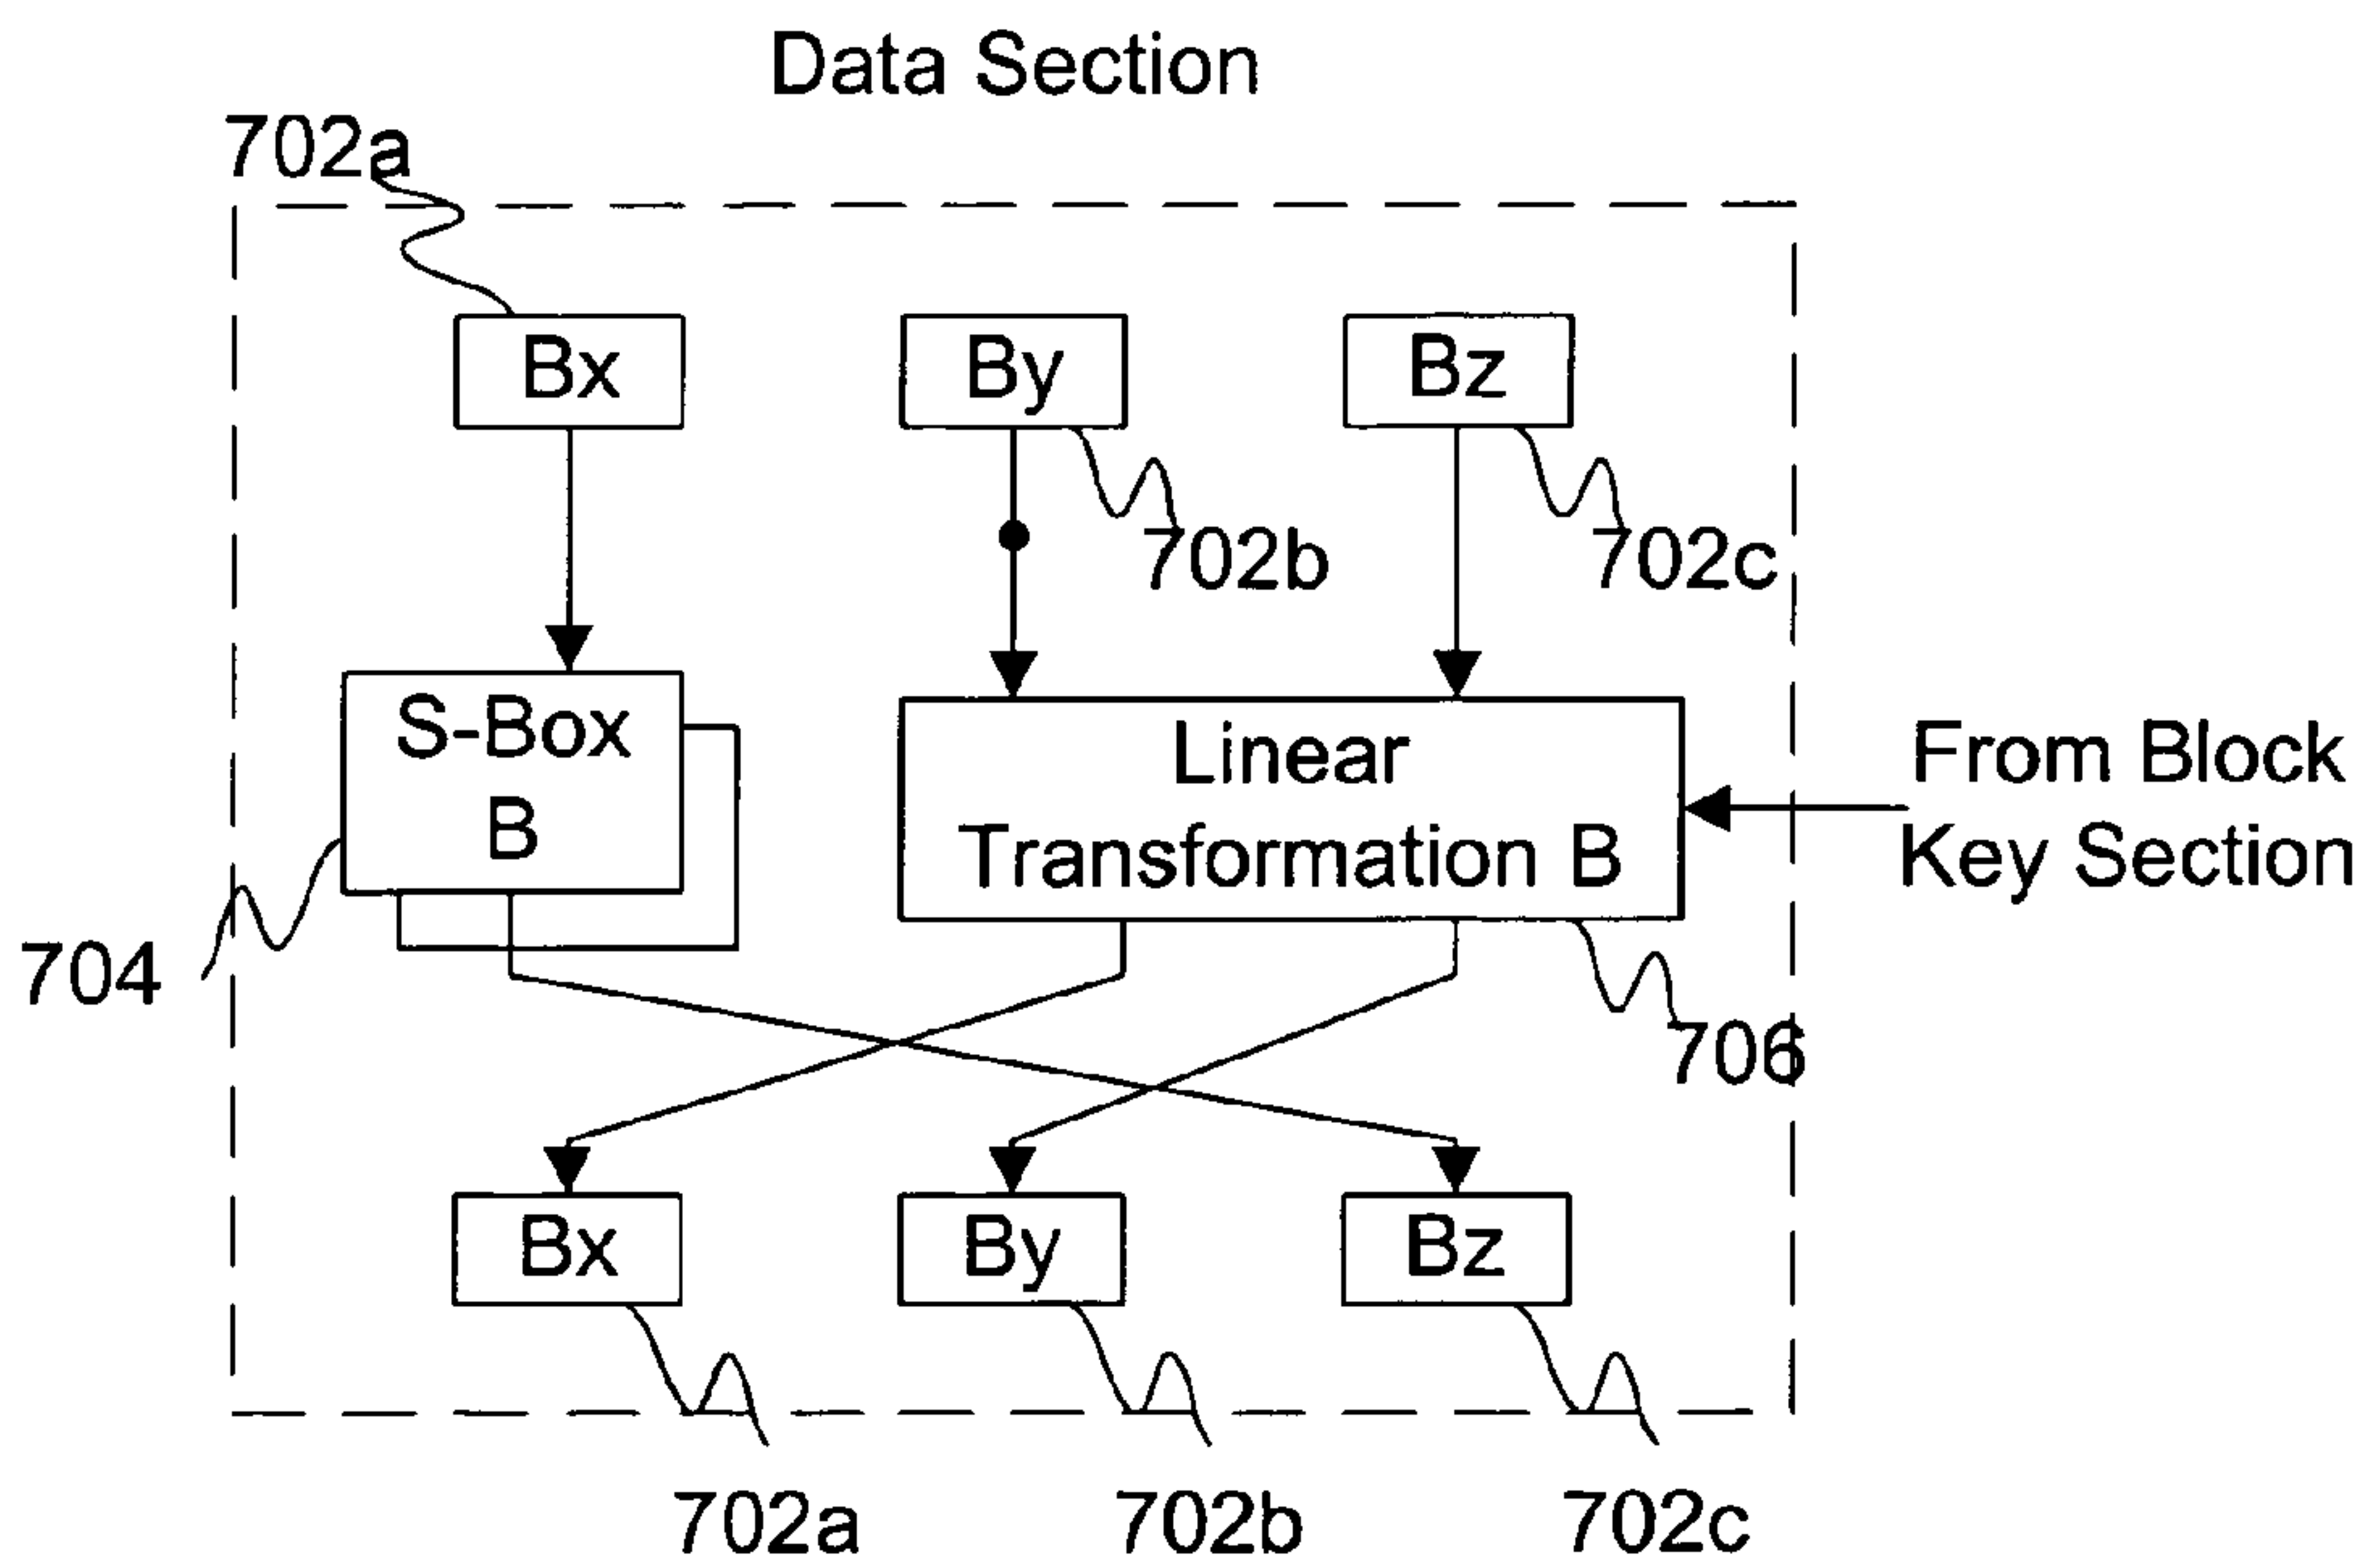 Data Section
702a
Bx
By
Bz
702b
702c
S-Box
B
Linear
Transformation B
From Block
Key Section
704
706
Bx
By
Bz
702a
702b
702c